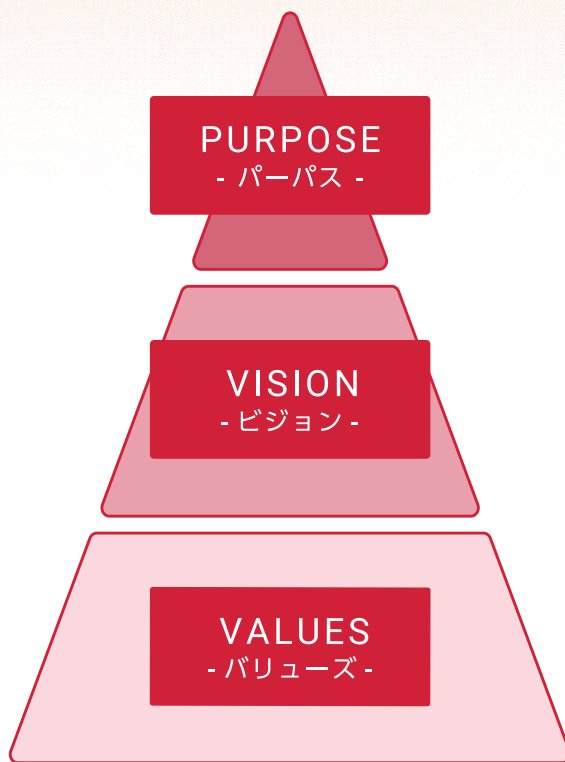 PURPOSE
- パーパス -
VISION
- ビジョン -
VALUES
- バリューズ -